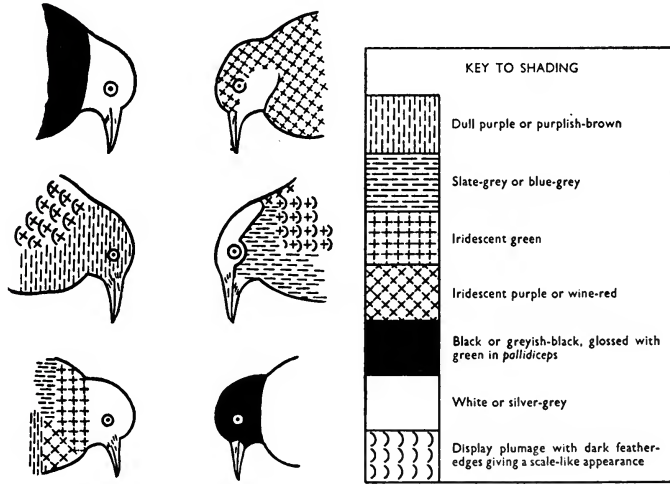 KEY TO SHADING
Dull purple or purplish-brown
Slate-grey or blue-grey
Iridescent green
Iridescent purple or wine-red
Black or greyish-black, glossed with
green in pallidiceps
White or silver-grey
Display plumage with dark feather-
edges giving a scale-like appearance